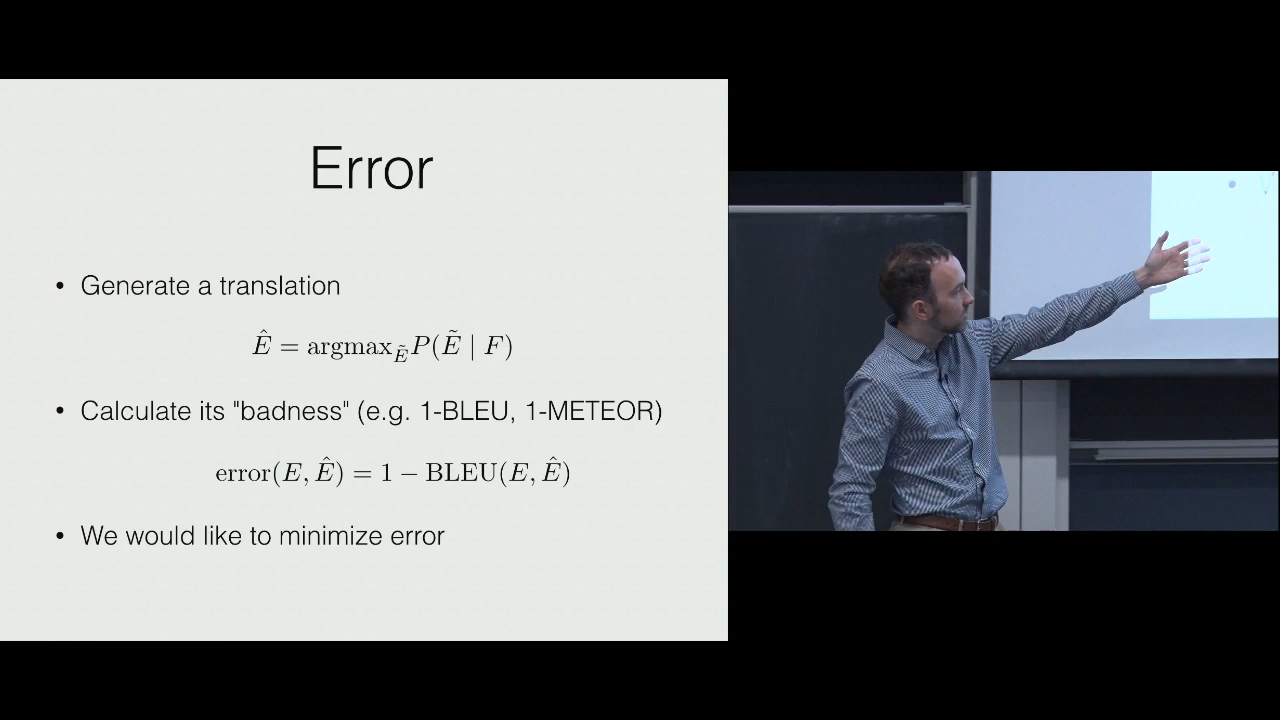 Error
• Generate a translation
Ê = argmax_Ẽ P(Ẽ | F)
• Calculate its "badness" (e.g. 1-BLEU, 1-METEOR)
error(E, Ê) = 1 − BLEU(E, Ê)
• We would like to minimize error